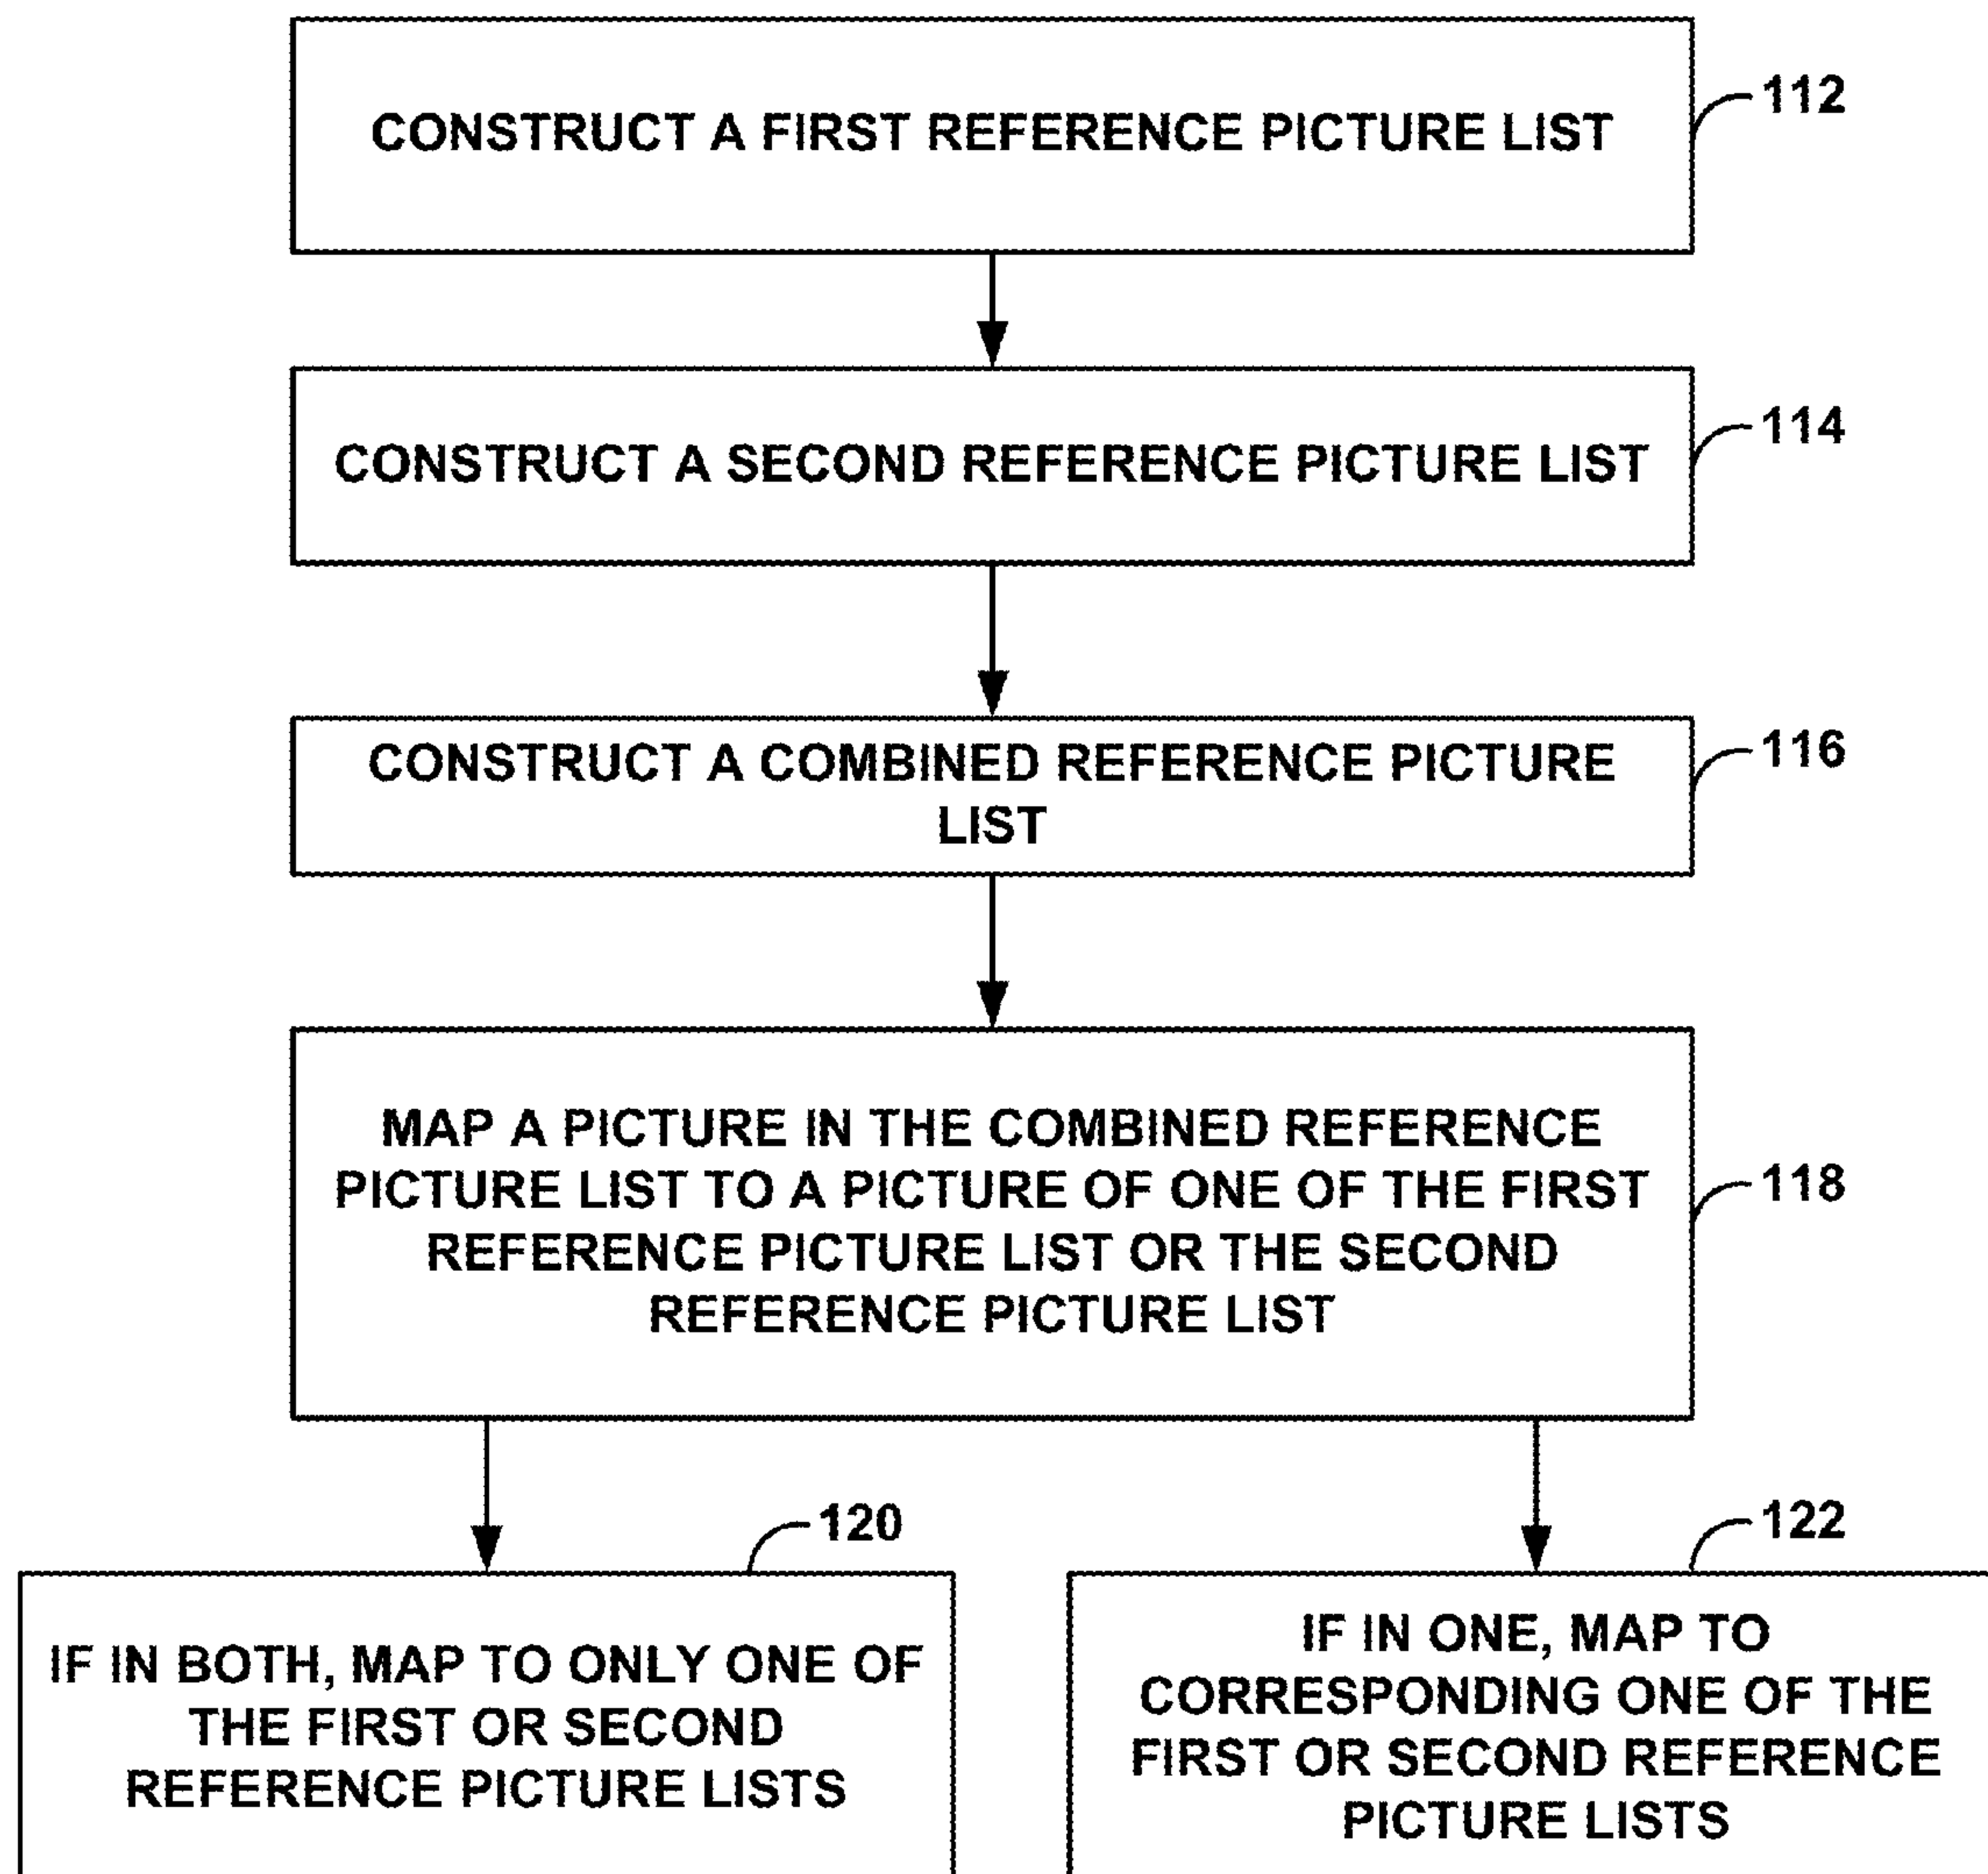 CONSTRUCT A FIRST REFERENCE PICTURE LIST
112
CONSTRUCT A SECOND REFERENCE PICTURE LIST
114
CONSTRUCT A COMBINED REFERENCE PICTURE
LIST
116
MAP A PICTURE IN THE COMBINED REFERENCE
PICTURE LIST TO A PICTURE OF ONE OF THE FIRST
REFERENCE PICTURE LIST OR THE SECOND
REFERENCE PICTURE LIST
118
120
IF IN BOTH, MAP TO ONLY ONE OF
THE FIRST OR SECOND
REFERENCE PICTURE LISTS
122
IF IN ONE, MAP TO
CORRESPONDING ONE OF THE
FIRST OR SECOND REFERENCE
PICTURE LISTS